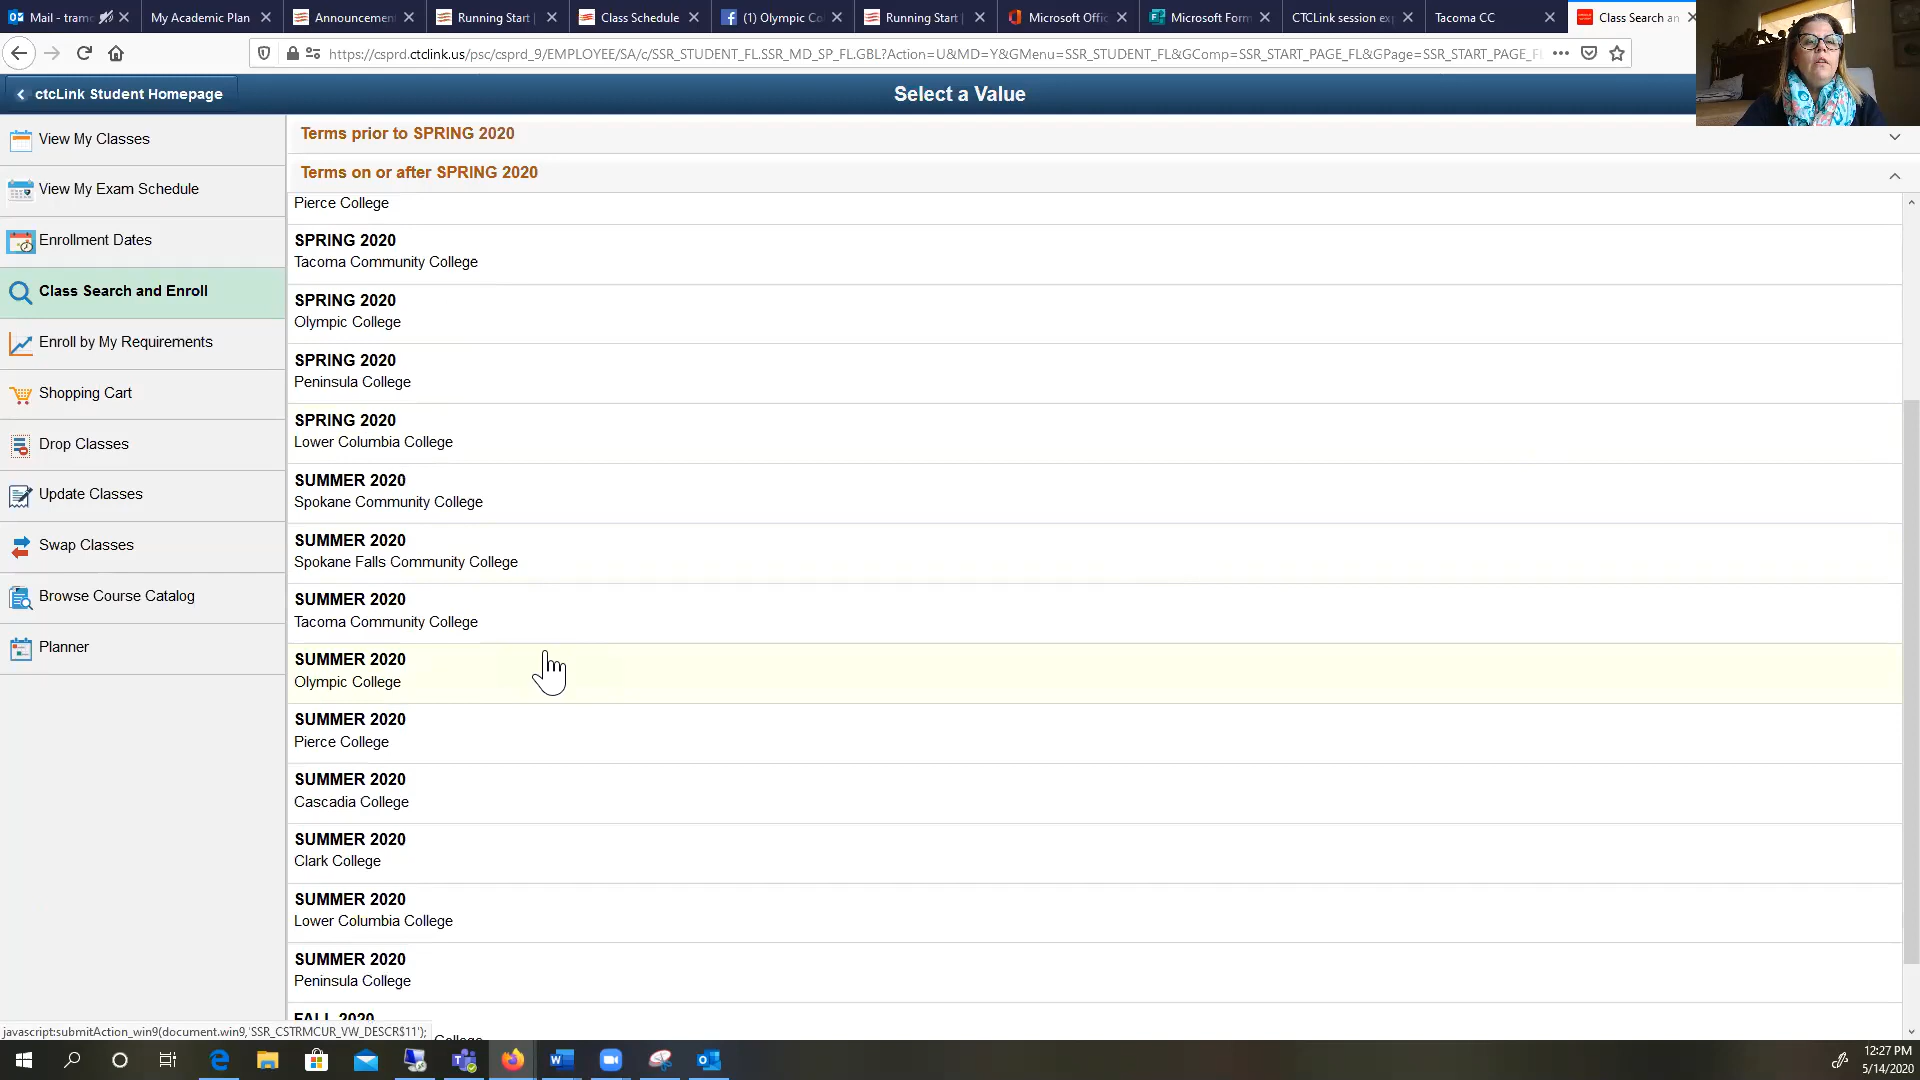 Mail - tramc
My Academic Plan
Announcemen
Running Start |
Class Schedule
(1) Olympic Co
Running Start |
Microsoft Offic
Microsoft Form
CTCLink session exp
Tacoma CC
Class Search an
https://csprd.ctclink.us/psc/csprd_9/EMPLOYEE/SA/c/SSR_STUDENT_FL.SSR_MD_SP_FL.GBL?Action=U&MD=Y&GMenu=SSR_STUDENT_FL&GComp=SSR_START_PAGE_FL&GPage=SSR_START_PAGE_FL
ctcLink Student Homepage
Select a Value
View My Classes
View My Exam Schedule
Enrollment Dates
Class Search and Enroll
Enroll by My Requirements
Shopping Cart
Drop Classes
Update Classes
Swap Classes
Browse Course Catalog
Planner
Terms prior to SPRING 2020
Terms on or after SPRING 2020
Pierce College
SPRING 2020
Tacoma Community College
SPRING 2020
Olympic College
SPRING 2020
Peninsula College
SPRING 2020
Lower Columbia College
SUMMER 2020
Spokane Community College
SUMMER 2020
Spokane Falls Community College
SUMMER 2020
Tacoma Community College
SUMMER 2020
Olympic College
SUMMER 2020
Pierce College
SUMMER 2020
Cascadia College
SUMMER 2020
Clark College
SUMMER 2020
Lower Columbia College
SUMMER 2020
Peninsula College
FALL 2020
College
javascript:submitAction_win9(document.win9,'SSR_CSTRMCUR_VW_DESCR$11');
12:27 PM
5/14/2020